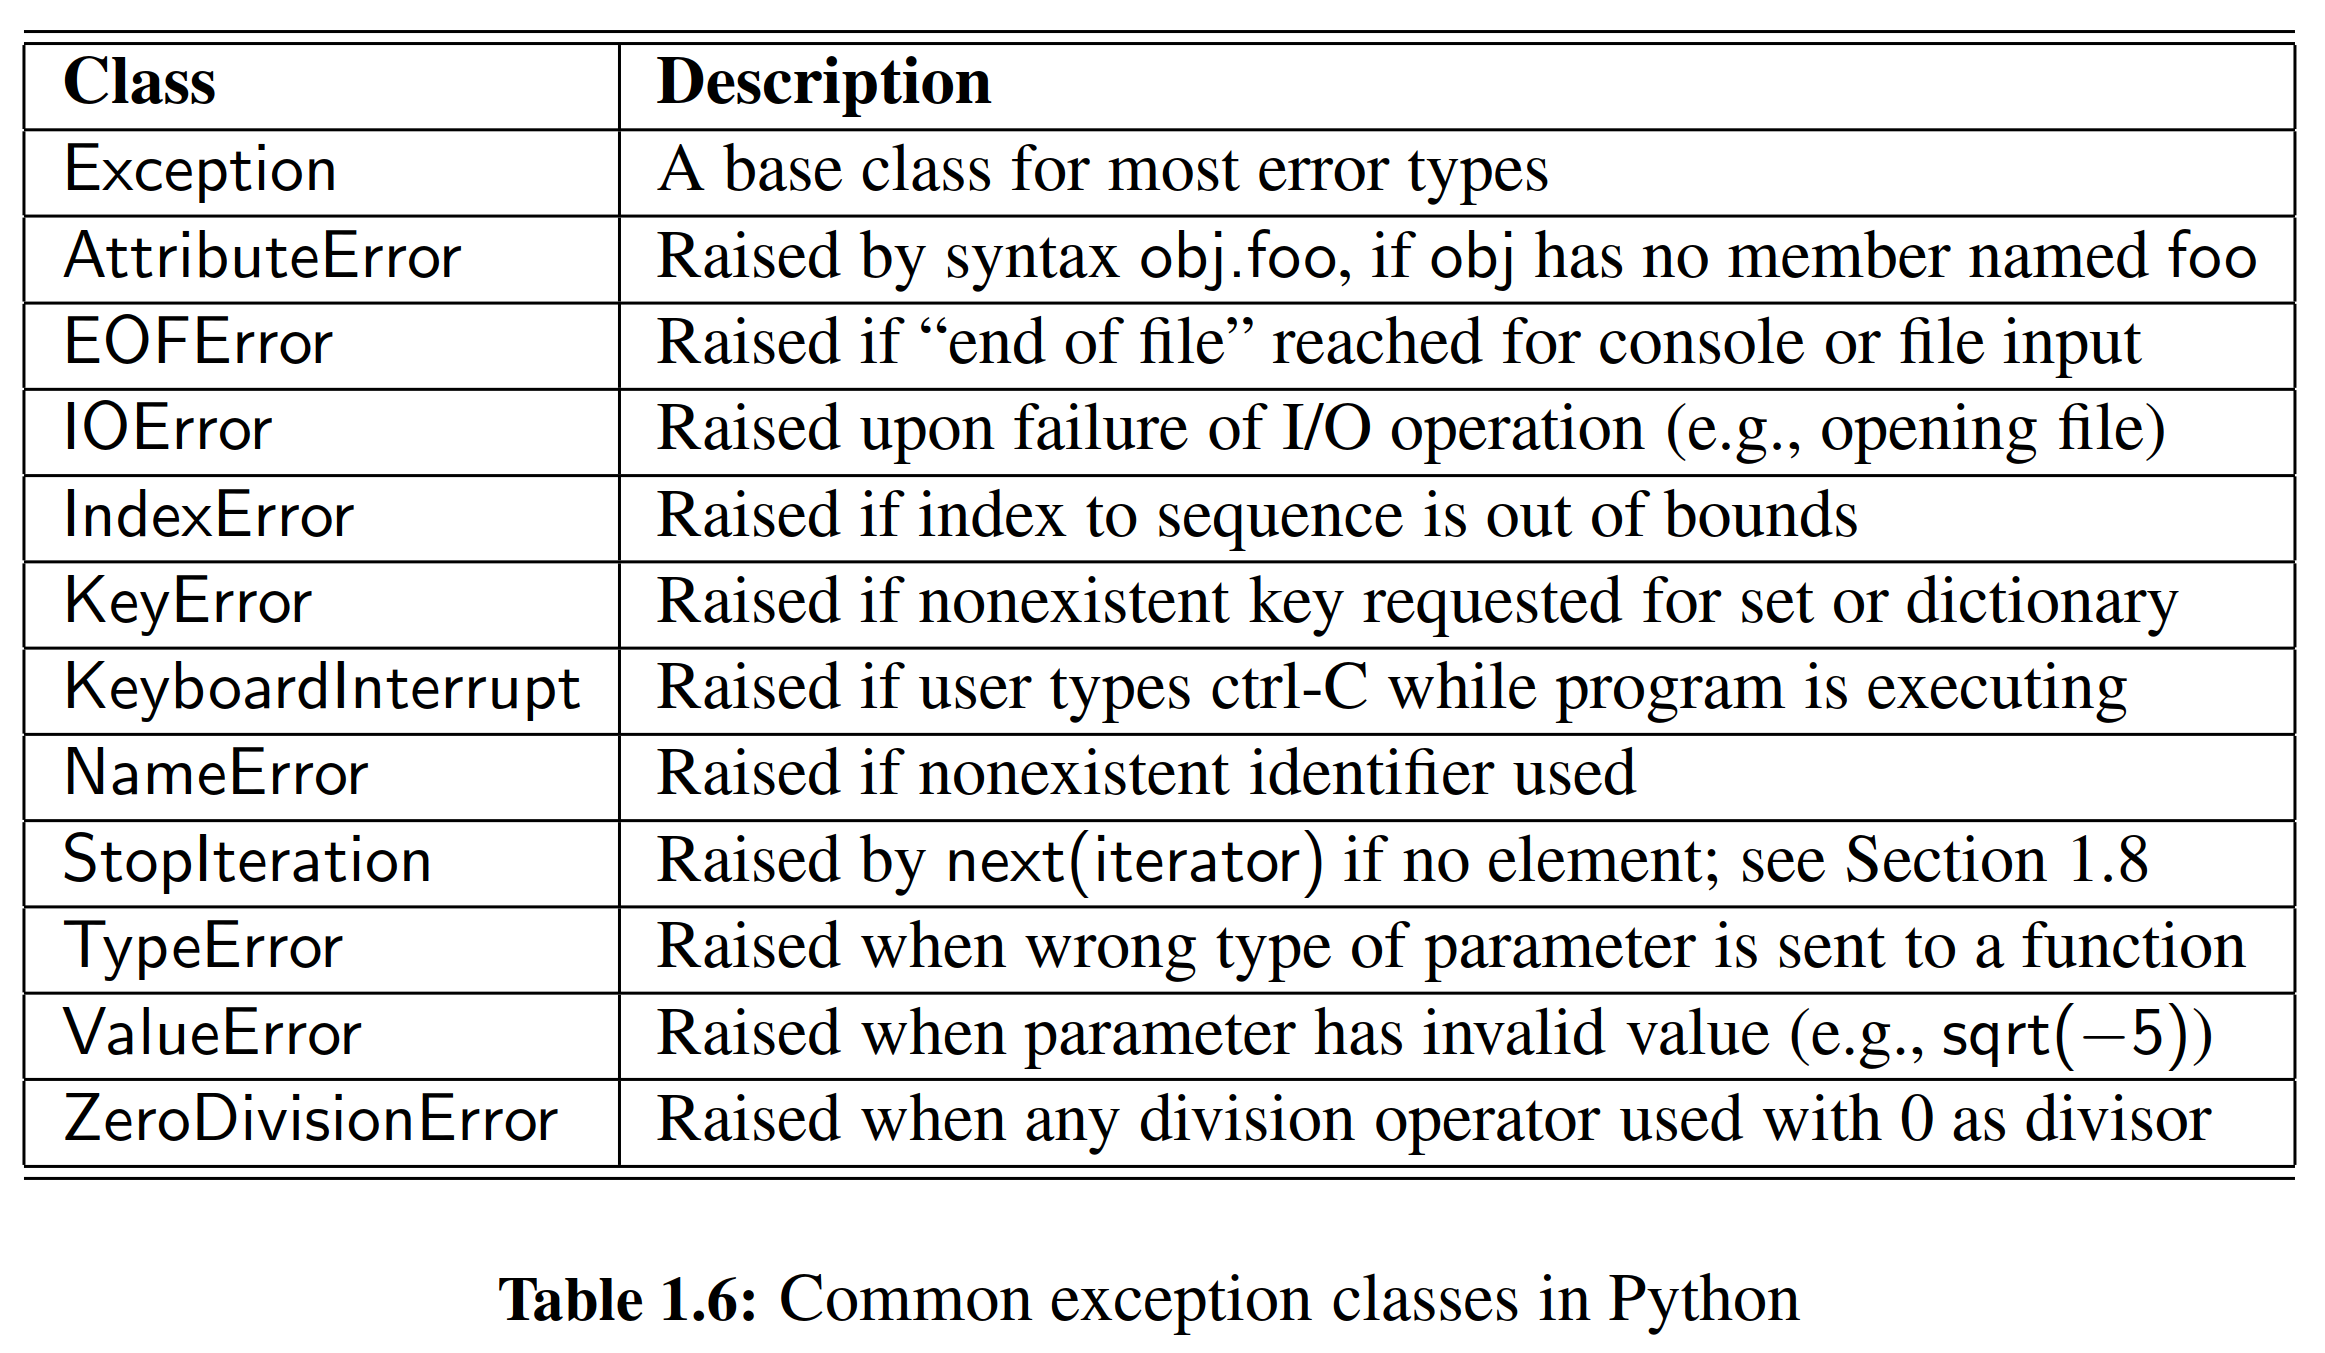 Class Description
Exception A base class for most error types
AttributeError Raised by syntax obj.foo, if obj has no member named foo
EOFError Raised if “end of file” reached for console or file input
IOError Raised upon failure of I/O operation (e.g., opening file)
IndexError Raised if index to sequence is out of bounds
KeyError Raised if nonexistent key requested for set or dictionary
KeyboardInterrupt Raised if user types ctrl-C while program is executing
NameError Raised if nonexistent identifier used
StopIteration Raised by next(iterator) if no element; see Section 1.8
TypeError Raised when wrong type of parameter is sent to a function
ValueError Raised when parameter has invalid value (e.g., sqrt(−5))
ZeroDivisionError Raised when any division operator used with 0 as divisor
Table 1.6: Common exception classes in Python